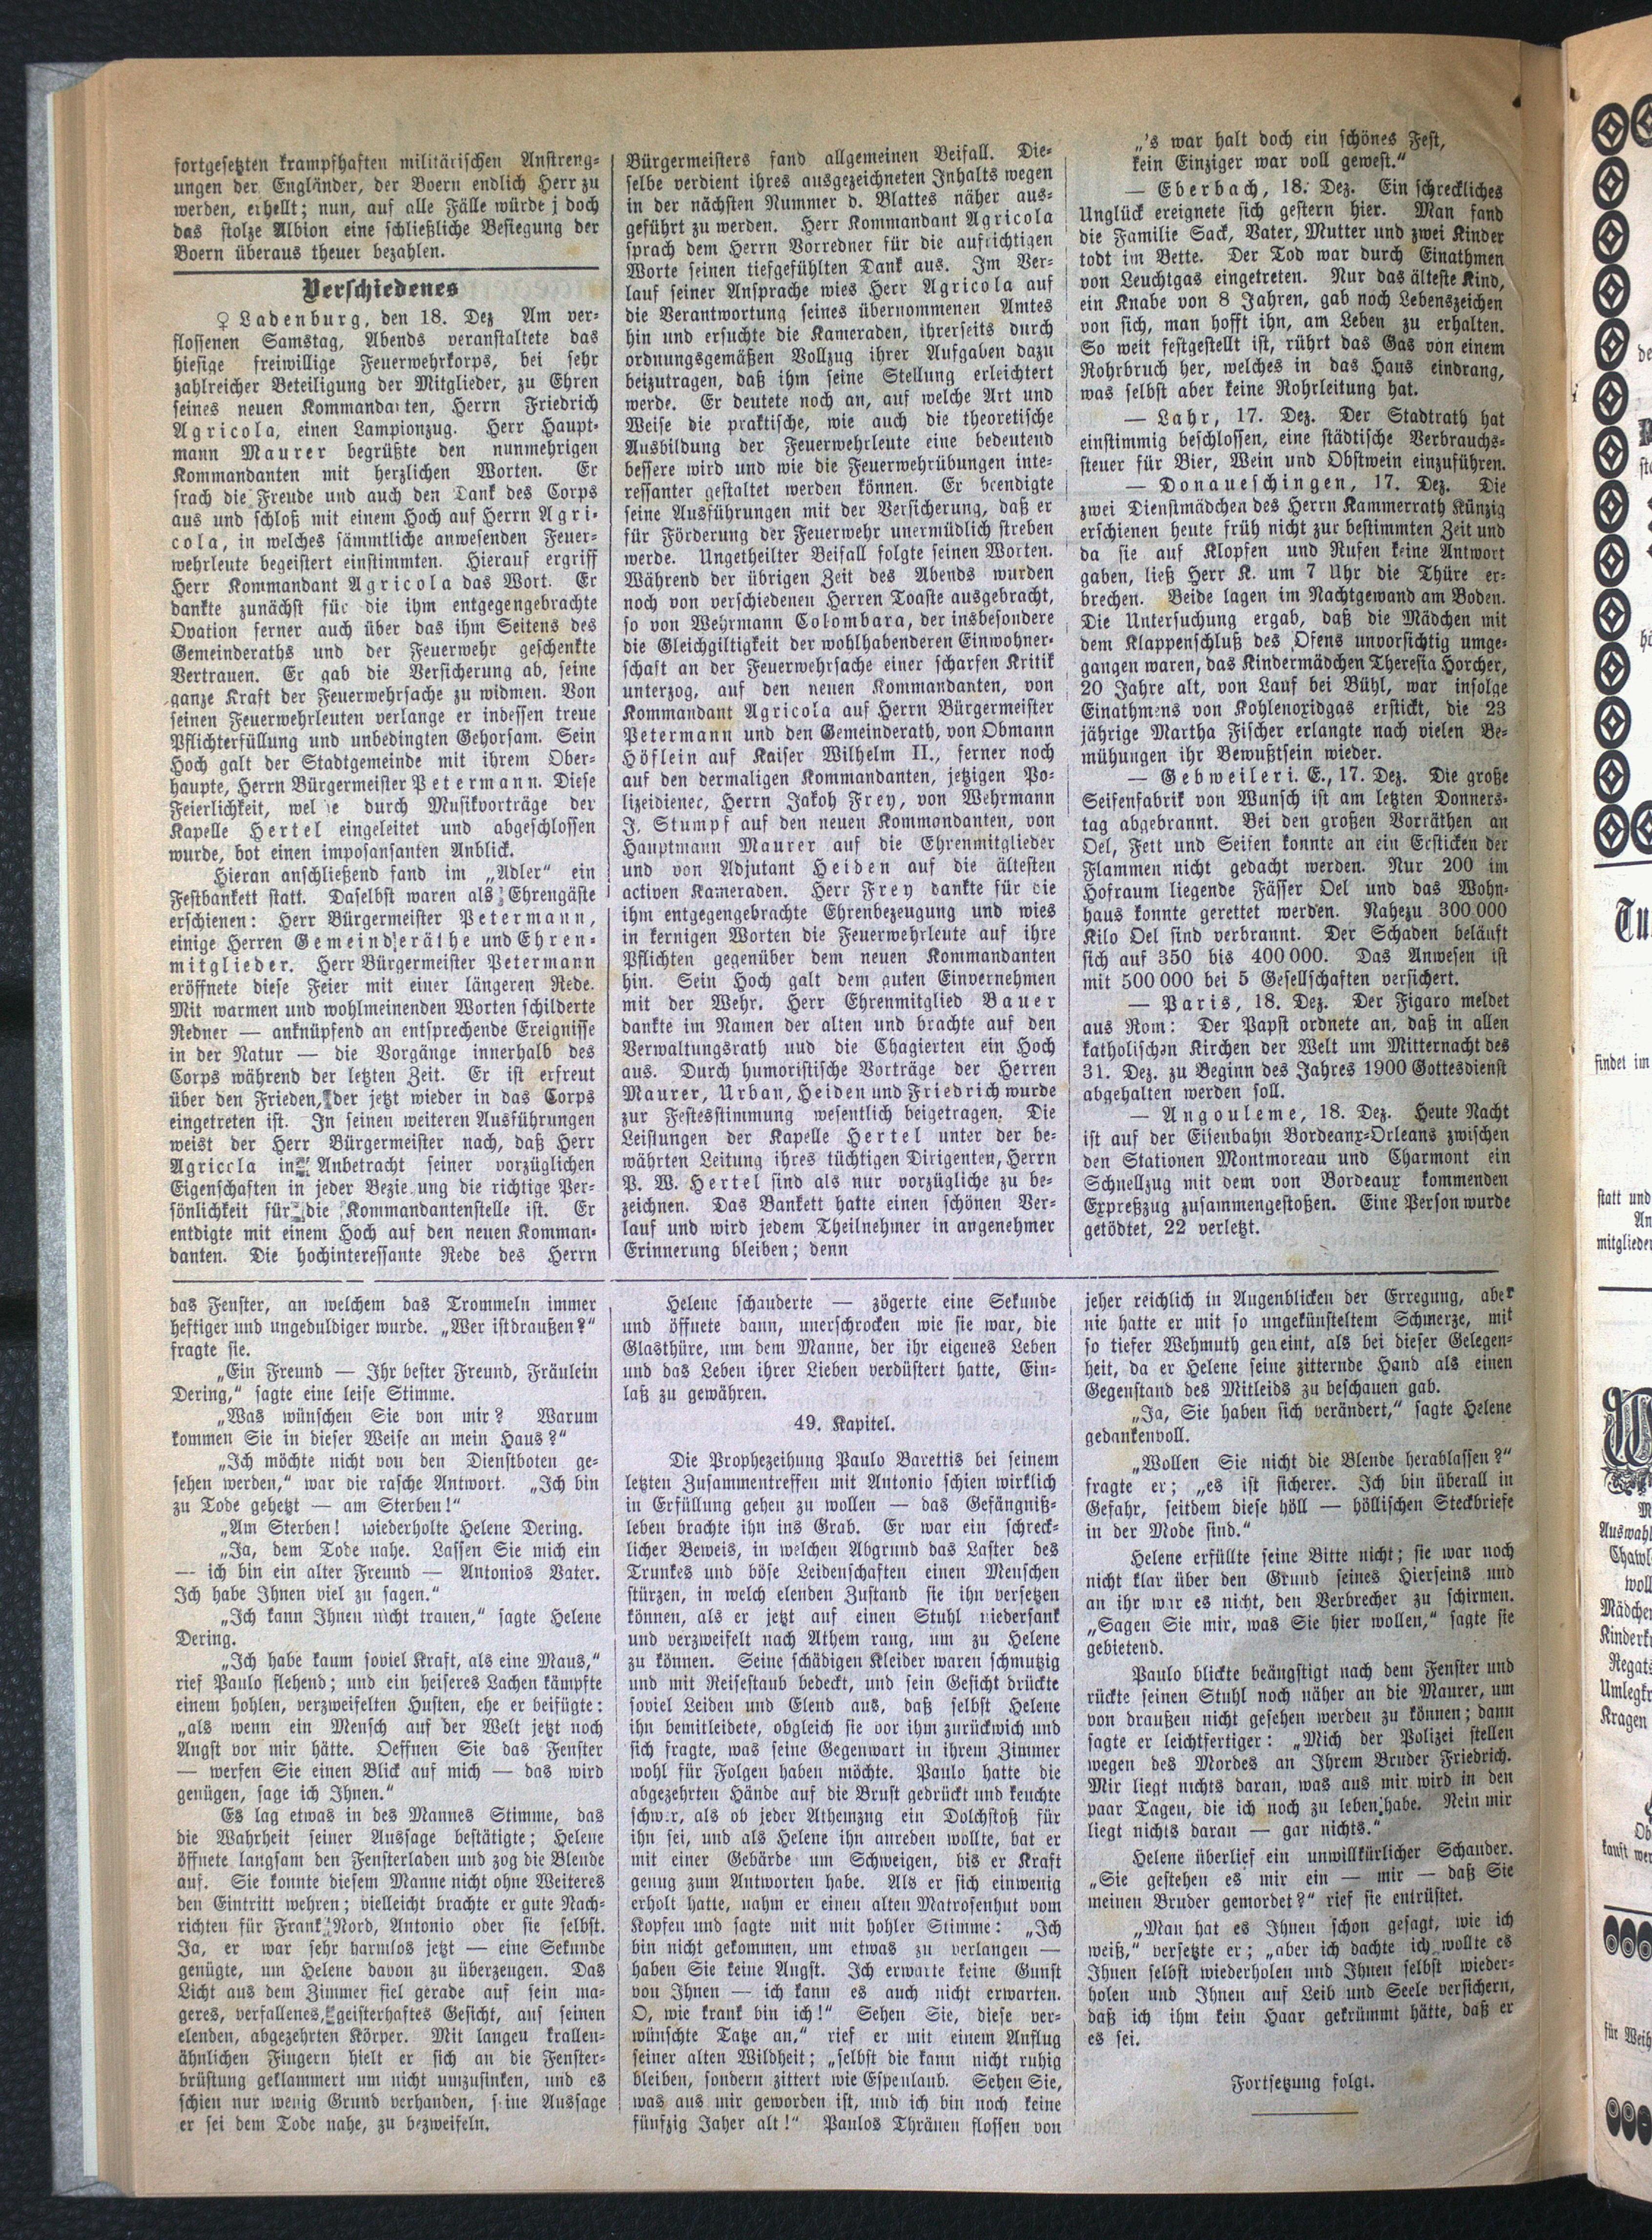 fortgesetzten krampfhaften militärischen Anstreng-
ungen der Engländer, der Boern endlich Herr zu
werden, erhellt; nun, auf alle Fälle würde j doch
das stolze Albion eine schließliche Besiegung der
Boern überaus theuer bezahlen.
Verschiedenes
♀ Ladenburg, den 18. Dez Am ver-
flossenen Samstag, Abends veranstaltete das
hiesige freiwillige Feuerwehrkorps, bei sehr
zahlreicher Beteiligung der Mitglieder, zu Ehren
seines neuen Kommandanten, Herrn Friedrich
Agricola, einen Lampionzug. Herr Haupt-
mann Maurer begrüßte den nunmehrigen
Kommandanten mit herzlichen Worten. Er
srach die Freude und auch den Dank des Corps
aus und schloß mit einem Hoch auf Herrn Agri-
cola, in welches sämmtliche anwesenden Feuer-
wehrleute begeistert einstimmten. Hierauf ergriff
Herr Kommandant Agricola das Wort. Er
dankte zunächst für die ihm entgegengebrachte
Ovation ferner auch über das ihm Seitens des
Gemeinderaths und der Feuerwehr geschenkte
Vertrauen. Er gab die Versicherung ab, seine
ganze Kraft der Feuerwehrsache zu widmen. Von
seinen Feuerwehrleuten verlange er indessen treue
Pflichterfüllung und unbedingten Gehorsam. Sein
Hoch galt der Stadtgemeinde mit ihrem Ober-
haupte, Herrn Bürgermeister Petermann. Diese
Feierlichkeit, wel e durch Musikvorträge der
Kapelle Hertel eingeleitet und abgeschlossen
wurde, bot einen imposansanten Anblick.
Hieran anschließend fand im „Adler“ ein
Festbankett statt. Daselbst waren als Ehrengäste
erschienen: Herr Bürgermeister Petermann,
einige Herren Gemeinderäthe und Ehren-
mitglieder. Herr Bürgermeister Petermann
eröffnete diese Feier mit einer längeren Rede.
Mit warmen und wohlmeinenden Worten schilderte
Redner — anknüpfend an entsprechende Ereignisse
in der Natur — die Vorgänge innerhalb des
Corps während der letzten Zeit. Er ist erfreut
über den Frieden, der jetzt wieder in das Corps
eingetreten ist. In seinen weiteren Ausführungen
weist der Herr Bürgermeister nach, daß Herr
Agricola in Anbetracht seiner vorzüglichen
Eigenschaften in jeder Bezie ung die richtige Per-
sönlichkeit für die Kommandantenstelle ist. Er
entdigte mit einem Hoch auf den neuen Komman-
danten. Die hochinteressante Rede des Herrn
Bürgermeisters fand allgemeinen Beifall. Die-
selbe verdient ihres ausgezeichneten Inhalts wegen
in der nächsten Nummer d. Blattes näher aus-
geführt zu werden. Herr Kommandant Agricola
sprach dem Herrn Vorredner für die aufrichtigen
Worte seinen tiefgefühlten Dank aus. Im Ver-
lauf seiner Ansprache wies Herr Agricola auf
die Verantwortung seines übernommenen Amtes
hin und ersuchte die Kameraden, ihrerseits durch
ordnungsgemäßen Vollzug ihrer Aufgaben dazu
beizutragen, daß ihm seine Stellung erleichtert
werde. Er deutete noch an, auf welche Art und
Weise die praktische, wie auch die theoretische
Ausbildung der Feuerwehrleute eine bedeutend
bessere wird und wie die Feuerwehrübungen inte-
ressanter gestaltet werden können. Er beendigte
seine Ausführungen mit der Versicherung, daß er
für Förderung der Feuerwehr unermüdlich streben
werde. Ungetheilter Beifall folgte seinen Worten.
Während der übrigen Zeit des Abends wurden
noch von verschiedenen Herren Toaste ausgebracht,
so von Wehrmann Colombara, der insbesondere
die Gleichgiltigkeit der wohlhabenderen Einwohner-
schaft an der Feuerwehrsache einer scharfen Kritik
unterzog, auf den neuen Kommandanten, von
Kommandant Agricola auf Herrn Bürgermeister
Petermann und den Gemeinderath, von Obmann
Höflein auf Kaiser Wilhelm II., ferner noch
auf den dermaligen Kommandanten, jetzigen Po-
lizeidiener, Herrn Jakoh Frey, von Wehrmann
J. Stumpf auf den neuen Kommandanten, von
Hauptmann Maurer auf die Ehrenmitglieder
und von Adjutant Heiden auf die ältesten
activen Kameraden. Herr Frey dankte für die
ihm entgegengebrachte Ehrenbezeugung und wies
in kernigen Worten die Feuerwehrleute auf ihre
Pflichten gegenüber dem neuen Kommandanten
hin. Sein Hoch galt dem guten Einvernehmen
mit der Wehr. Herr Ehrenmitglied Bauer
dankte im Namen der alten und brachte auf den
Verwaltungsrath und die Chagierten ein Hoch
aus. Durch humoristische Vorträge der Herren
Maurer, Urban, Heiden und Friedrich wurde
zur Festesstimmung wesentlich beigetragen. Die
Leistungen der Kapelle Hertel unter der be-
währten Leitung ihres tüchtigen Dirigenten, Herrn
P. W. Hertel sind als nur vorzügliche zu be-
zeichnen. Das Bankett hatte einen schönen Ver-
lauf und wird jedem Theilnehmer in angenehmer
Erinnerung bleiben; denn
„'s war halt doch ein schönes Fest,
kein Einziger war voll gewest.“
— Eberbach, 18. Dez. Ein schreckliches
Unglück ereignete sich gestern hier. Man fand
die Familie Sack, Vater, Mutter und zwei Kinder
todt im Bette. Der Tod war durch Einathmen
von Leuchtgas eingetreten. Nur das älteste Kind,
ein Knabe von 8 Jahren, gab noch Lebenszeichen
von sich, man hofft ihn, am Leben zu erhalten.
So weit festgestellt ist, rührt das Gas von einem
Rohrbruch her, welches in das Haus eindrang,
was selbst aber keine Rohrleitung hat.
— Lahr, 17. Dez. Der Stadtrath hat
einstimmig beschlossen, eine städtische Verbrauchs-
steuer für Bier, Wein und Obstwein einzuführen.
— Donaueschingen, 17. Dez. Die
zwei Dienstmädchen des Herrn Kammerrath Künzig
erschienen heute früh nicht zur bestimmten Zeit und
da sie auf Klopfen und Rufen keine Antwort
gaben, ließ Herr K. um 7 Uhr die Thüre er-
brechen. Beide lagen im Nachtgewand am Boden.
Die Untersuchung ergab, daß die Mädchen mit
dem Klappenschluß des Ofens unvorsichtig umge-
gangen waren, das Kindermädchen Theresia Horcher,
20 Jahre alt, von Lauf bei Bühl, war infolge
Einathmens von Kohlenoxidgas erstickt, die 23
jährige Martha Fischer erlangte nach vielen Be-
mühungen ihr Bewußtsein wieder.
— Gebweileri. E., 17. Dez. Die große
Seifenfabrik von Wunsch ist am letzten Donners-
tag abgebrannt. Bei den großen Vorräthen an
Oel, Fett und Seifen konnte an ein Ersticken der
Flammen nicht gedacht werden. Nur 200 im
Hofraum liegende Fässer Oel und das Wohn-
haus konnte gerettet werden. Nahezu 300000
Kilo Oel sind verbrannt. Der Schaden beläuft
sich auf 350 bis 400000. Das Anwesen ist
mit 500000 bei 5 Gesellschaften versichert.
— Paris, 18. Dez. Der Figaro meldet
aus Rom: Der Papst ordnete an, daß in allen
katholischen Kirchen der Welt um Mitternacht des
31. Dez. zu Beginn des Jahres 1900 Gottesdienst
abgehalten werden soll.
— Angouleme, 18. Dez. Heute Nacht
ist auf der Eisenbahn Bordeanx-Orleans zwischen
den Stationen Montmoreau und Charmont ein
Schnellzug mit dem von Bordeaux kommenden
Expreßzug zusammengestoßen. Eine Person wurde
getödtet, 22 verletzt.
das Fenster, an welchem das Trommeln immer
heftiger und ungeduldiger wurde. „Wer ist draußen?“
fragte sie.
„Ein Freund — Ihr bester Freund, Fräulein
Dering,“ sagte eine leise Stimme.
„Was wünschen Sie von mir? Warum
kommen Sie in dieser Weise an mein Haus?“
„Ich möchte nicht von den Dienstboten ge-
sehen werden,“ war die rasche Antwort. „Ich bin
zu Tode gehetzt — am Sterben!“
„Am Sterben! wiederholte Helene Dering.
„Ja, dem Tode nahe. Lassen Sie mich ein
— ich bin ein alter Freund — Antonios Vater.
Ich habe Ihnen viel zu sagen.“
„Ich kann Ihnen nicht trauen,“ sagte Helene
Dering.
„Ich habe kaum soviel Kraft, als eine Maus,“
rief Paulo flehend; und ein heiseres Lachen kämpfte
einem hohlen, verzweifelten Husten, ehe er beifügte:
„als wenn ein Mensch auf der Welt jetzt noch
Angst vor mir hätte. Oeffnen Sie das Fenster
— werfen Sie einen Blick auf mich — das wird
genügen, sage ich Ihnen.“
Es lag etwas in des Mannes Stimme, das
die Wahrheit seiner Aussage bestätigte; Helene
öffnete langsam den Fensterladen und zog die Blende
auf. Sie konnte diesem Manne nicht ohne Weiteres
den Eintritt wehren; vielleicht brachte er gute Nach-
richten für Frank Nord, Antonio oder sie selbst.
Ja, er war sehr harmlos jetzt — eine Sekunde
genügte, um Helene davon zu überzeugen. Das
Licht aus dem Zimmer fiel gerade auf sein ma-
geres, verfallenes, geisterhaftes Gesicht, auf seinen
elenden, abgezehrten Körper. Mit langen krallen-
ähnlichen Fingern hielt er sich an die Fenster-
brüstung geklammert um nicht umzusinken, und es
schien nur wenig Grund verhanden, s ine Aussage
er sei dem Tode nahe, zu bezweifeln.
Helene schauderte — zögerte eine Sekunde
und öffnete dann, unerschrocken wie sie war, die
Glasthüre, um dem Manne, der ihr eigenes Leben
und das Leben ihrer Lieben verdüstert hatte, Ein-
laß zu gewähren.
49. Kapitel.
Die Prophezeihung Paulo Barettis bei seinem
letzten Zusammentreffen mit Antonio schien wirklich
in Erfüllung gehen zu wollen — das Gefängniß-
leben brachte ihn ins Grab. Er war ein schreck-
licher Beweis, in welchen Abgrund das Laster des
Trunkes und böse Leidenschaften einen Menschen
stürzen, in welch elenden Zustand sie ihn versetzen
können, als er jetzt auf einen Stuhl niedersank
und verzweifelt nach Athem rang, um zu Helene
zu können. Seine schädigen Kleider waren schmutzig
und mit Reisestaub bedeckt, und sein Gesicht drückte
soviel Leiden und Elend aus, daß selbst Helene
ihn bemitleidete, obgleich sie vor ihm zurückwich und
sich fragte, was seine Gegenwart in ihrem Zimmer
wohl für Folgen haben möchte. Paulo hatte die
abgezehrten Hände auf die Brust gedrückt und keuchte
schwer, als ob jeder Athemzug ein Dolchstoß für
ihn sei, und als Helene ihn anreden wollte, bat er
mit einer Gebärde um Schweigen, bis er Kraft
genug zum Antworten habe. Als er sich einwenig
erholt hatte, nahm er einen alten Matrosenhut vom
Kopfen und sagte mit mit hohler Stimme: „Ich
bin nicht gekommen, um etwas zu verlangen —
haben Sie keine Angst. Ich erwarte keine Gunst
von Ihnen — ich kann es auch nicht erwarten.
O, wie krank bin ich!“ Sehen Sie, diese ver-
wünschte Tatze an,“ rief er mit einem Anflug
seiner alten Wildheit; „selbst die kann nicht ruhig
bleiben, sondern zittert wie Espenlaub. Sehen Sie,
was aus mir geworden ist, und ich bin noch keine
fünfzig Jaher alt!“ Paulos Thränen flossen von
jeher reichlich in Augenblicken der Erregung, aber
nie hatte er mit so ungekünsteltem Schmerze, mit
so tiefer Wehmuth geweint, als bei dieser Gelegen-
heit, da er Helene seine zitternde Hand als einen
Gegenstand des Mitleids zu beschauen gab.
„Ja, Sie haben sich verändert,“ sagte Helene
gedankenvoll.
„Wollen Sie nicht die Blende herablassen?“
fragte er; „es ist sicherer. Ich bin überall in
Gefahr, seitdem diese höll — höllischen Steckbriefe
in der Mode sind.“
Helene erfüllte seine Bitte nicht; sie war noch
nicht klar über den Grund seines Hierseins und
an ihr war es nicht, den Verbrecher zu schirmen.
„Sagen Sie mir, was Sie hier wollen,“ sagte sie
gebietend.
Paulo blickte beängstigt nach dem Fenster und
rückte seinen Stuhl noch näher an die Maurer, um
von draußen nicht gesehen werden zu können; dann
sagte er leichtfertiger: „Mich der Polizei stellen
wegen des Mordes an Ihrem Bruder Friedrich.
Mir liegt nichts daran, was aus mir wird in den
paar Tagen, die ich noch zu leben habe. Nein mir
liegt nichts daran — gar nichts.“
Helene überlief ein unwillkürlicher Schauder.
„Sie gestehen es mir ein — mir — daß Sie
meinen Bruder gemordet?“ rief sie entrüstet.
„Man hat es Ihnen schon gesagt, wie ich
weiß,“ versetzte er; „aber ich dachte ich wollte es
Ihnen selbst wiederholen und Ihnen selbst wieder-
holen und Ihnen auf Leib und Seele versichern,
daß ich ihm kein Haar gekrümmt hätte, daß er
es sei.
Fortsetzung folgt.
de
Tu
findet im
statt und
An
mitglieder
W
Auswahl
woll
Mädchen
Regats
Kragen
kauft wer
für Weih